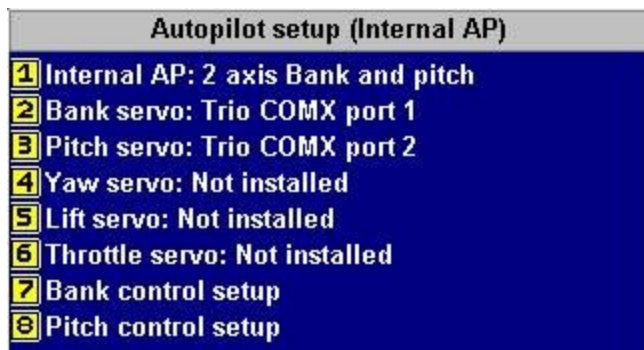 Autopilot setup (Internal AP)
1 Internal AP: 2 axis Bank and pitch
2 Bank servo: Trio COMX port 1
3 Pitch servo: Trio COMX port 2
4 Yaw servo: Not installed
5 Lift servo: Not installed
6 Throttle servo: Not installed
7 Bank control setup
8 Pitch control setup